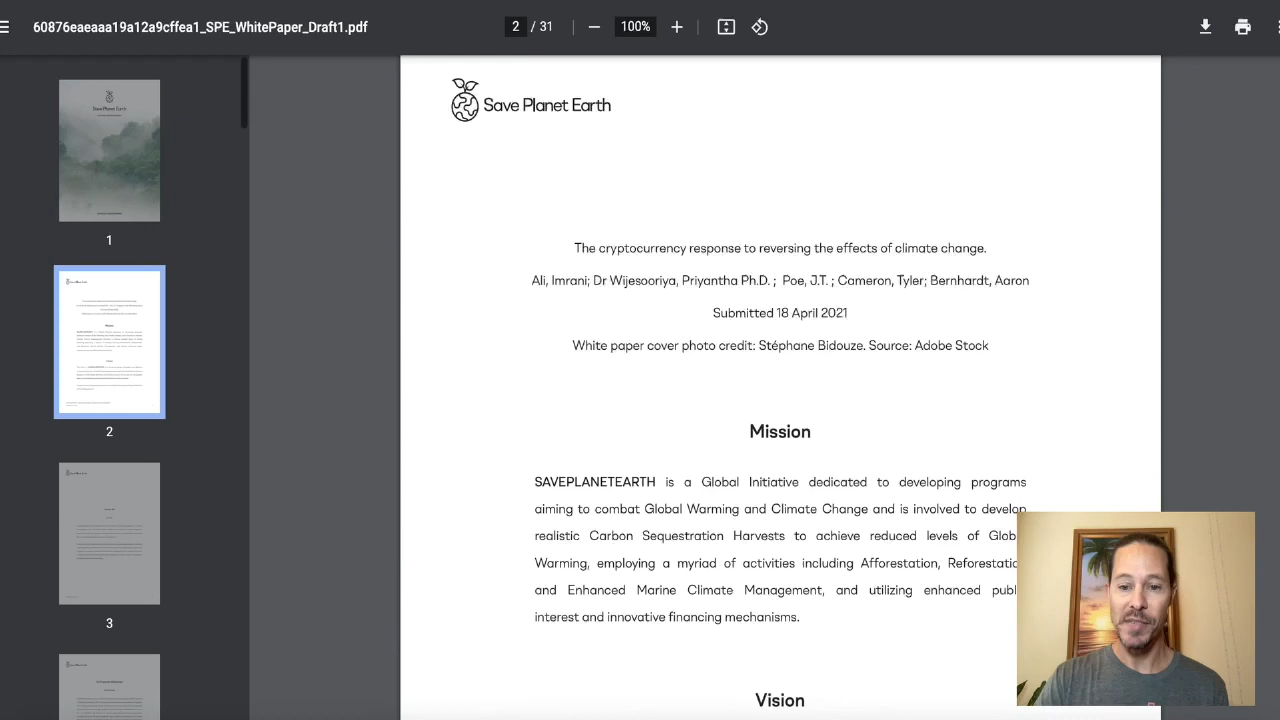 60876eaeaaa19a12a9cffea1_SPE_WhitePaper_Draft1.pdf
2 / 31
100%
Save Planet Earth
1
2
3
Save Planet Earth
The cryptocurrency response to reversing the effects of climate change.
Ali, Imrani; Dr Wijesooriya, Priyantha Ph.D. ; Poe, J.T. ; Cameron, Tyler; Bernhardt, Aaron
Submitted 18 April 2021
White paper cover photo credit: Stéphane Bidouze. Source: Adobe Stock
Mission
SAVEPLANETEARTH is a Global Initiative dedicated to developing programs
aiming to combat Global Warming and Climate Change and is involved to develop
realistic Carbon Sequestration Harvests to achieve reduced levels of
Warming, employing a myriad of activities including Afforestation,
and Enhanced Marine Climate Management, and utilizing enhanced
interest and innovative financing mechanisms.
Vision